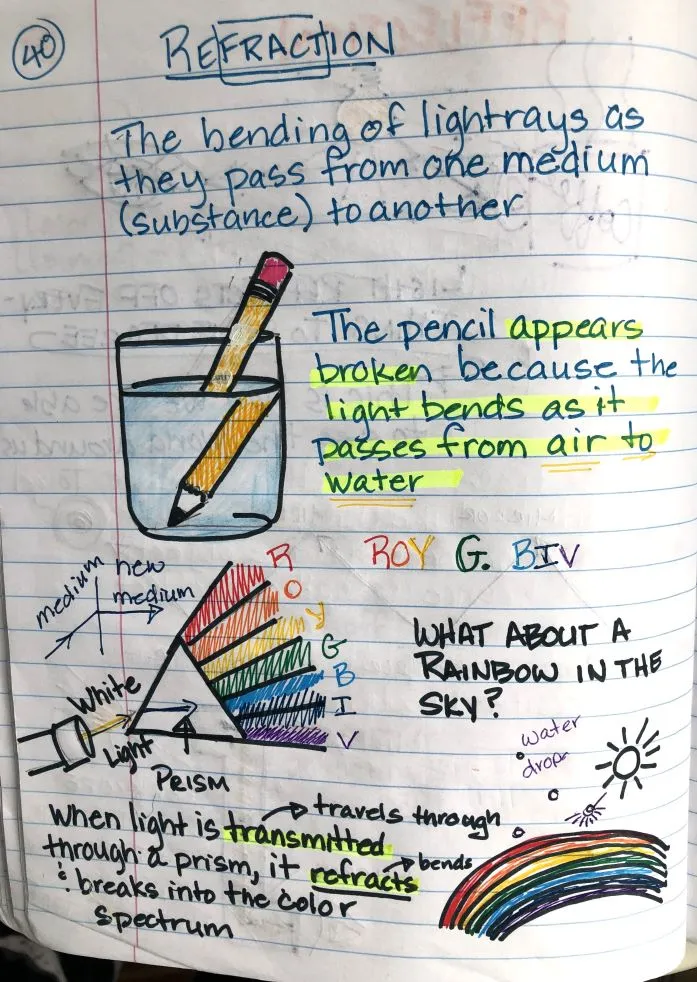 40
REFRACTION
The bending of lightrays as
they pass from one medium
(substance) to another
The pencil appears
broken because the
light bends as it
passes from air to
water
medium
new
medium
R
O
Y
G
B
I
V
White
Light
PRISM
ROY G. BIV
WHAT ABOUT A
RAINBOW IN THE
SKY?
water
drop
When light is transmitted → travels through
through a prism, it refracts → bends
& breaks into the color
spectrum